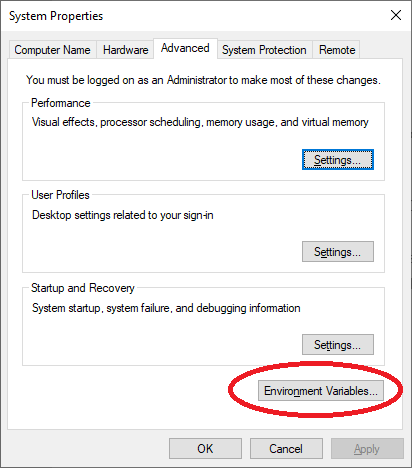 System Properties
Computer Name Hardware Advanced System Protection Remote
You must be logged on as an Administrator to make most of these changes.
Performance
Visual effects, processor scheduling, memory usage, and virtual memory
Settings...
User Profiles
Desktop settings related to your sign-in
Settings...
Startup and Recovery
System startup, system failure, and debugging information
Settings...
Environment Variables...
OK Cancel Apply